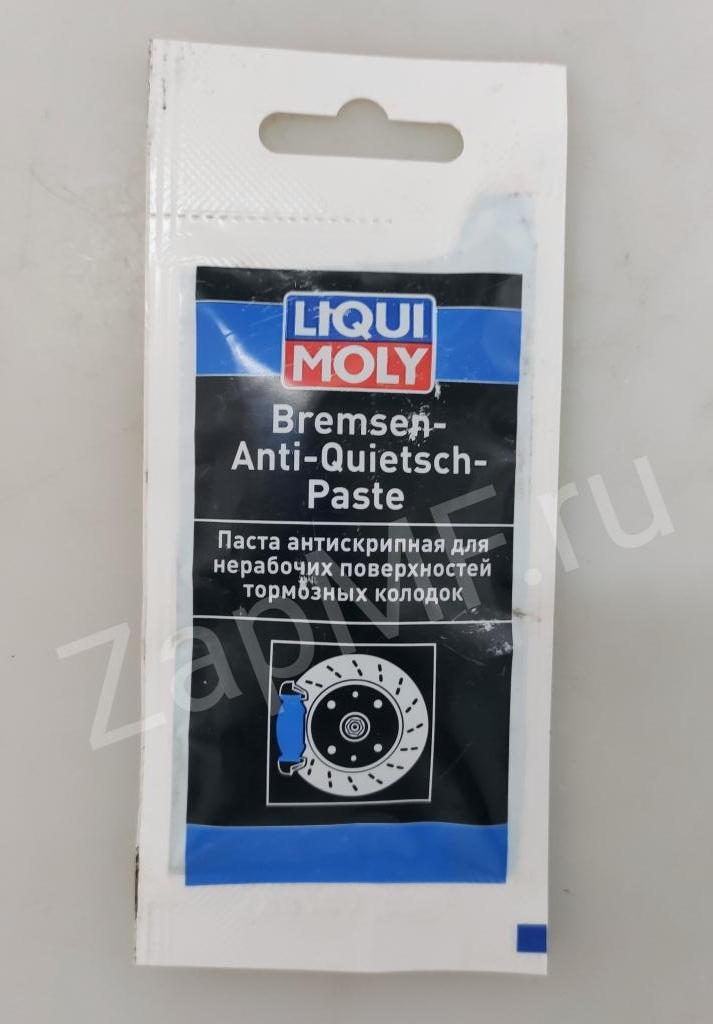 LIQUI
MOLY
Bremsen-
Anti-Quietsch-
Paste
Паста антискрипная для
нерабочих поверхностей
тормозных колодок
ZapMF.ru